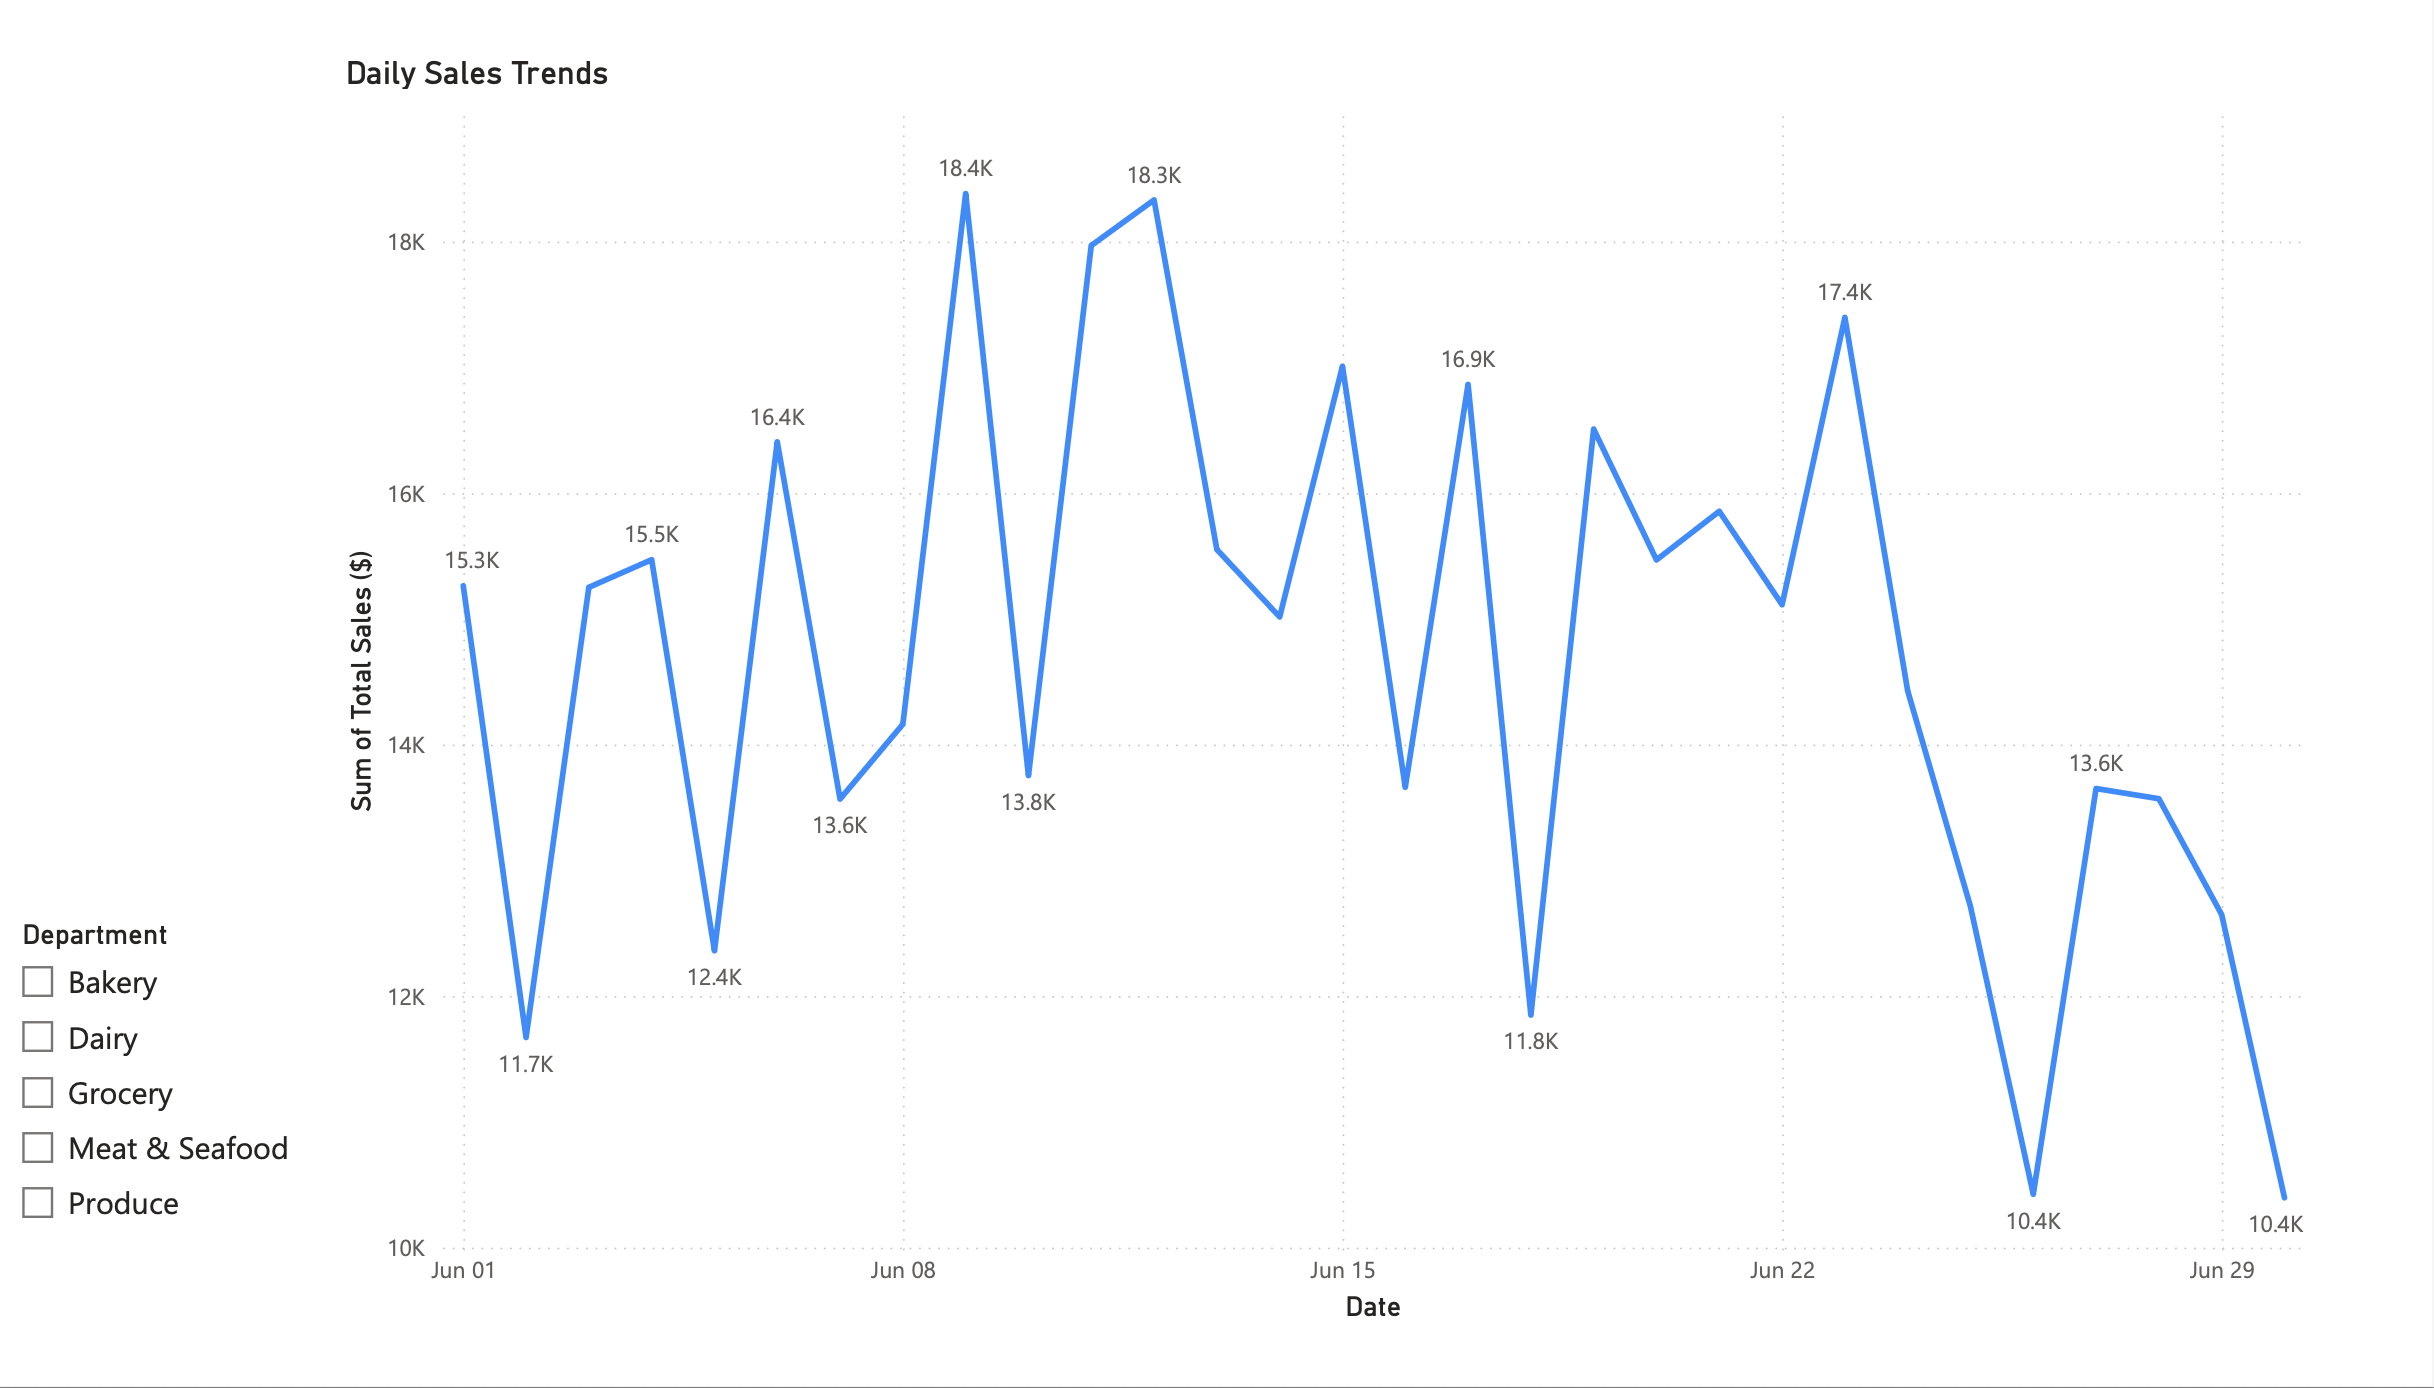 Daily Sales Trends
18.4K
18.3K
18K
17.4K
16.9K
16.4K
16K
15.5K
15.3K
Sum of Total Sales ($)
14K
13.6K
13.8K
13.6K
12.4K
12K
11.8K
11.7K
10.4K
10.4K
10K
Jun 01 Jun 08 Jun 15 Jun 22 Jun 29
Date
Department
Bakery
Dairy
Grocery
Meat & Seafood
Produce